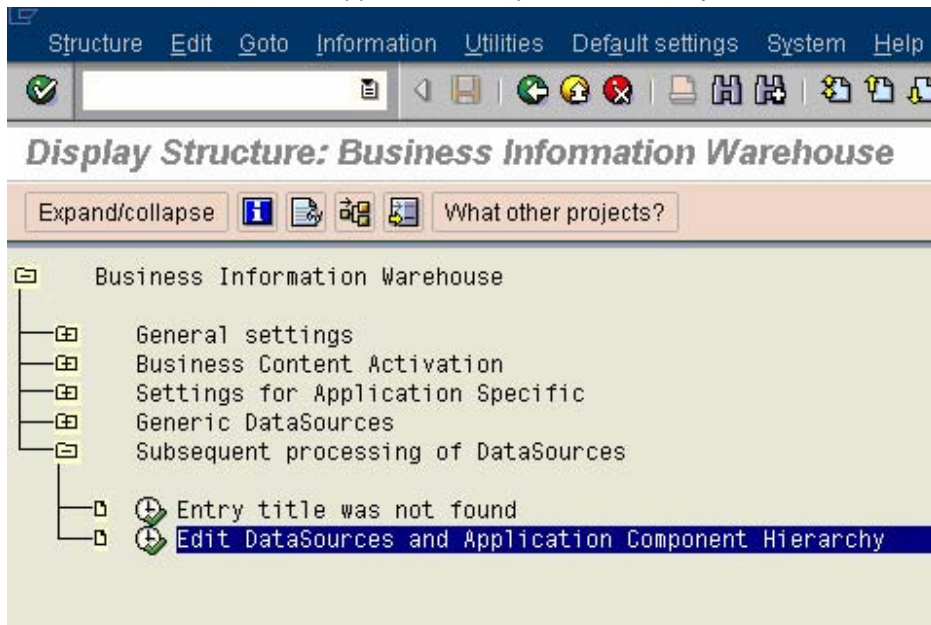 Structure Edit Goto Information Utilities Default settings System Help
Display Structure: Business Information Warehouse
Expand/collapse What other projects?
Business Information Warehouse
General settings
Business Content Activation
Settings for Application Specific
Generic DataSources
Subsequent processing of DataSources
Entry title was not found
Edit DataSources and Application Component Hierarchy